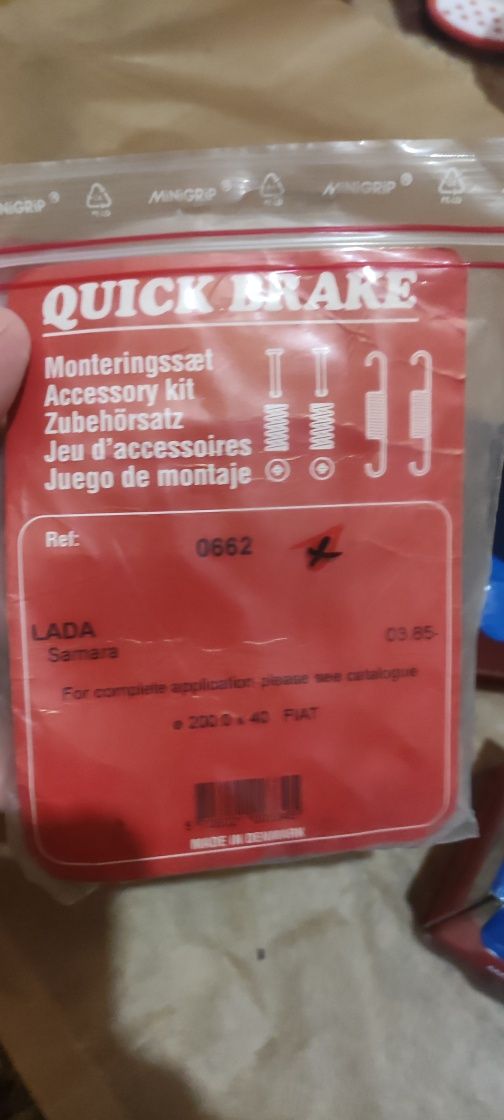 MiNiGRiP® MiNiGRiP®
QUICK BRAKE
Monteringssæt
Accessory kit
Zubehörsatz
Jeu d'accessoires
Juego de montaje
Ref: 0662
LADA 03.85-
Samara
For complete application please see catalogue
ø 200.0 x 40 FIAT
MADE IN DENMARK